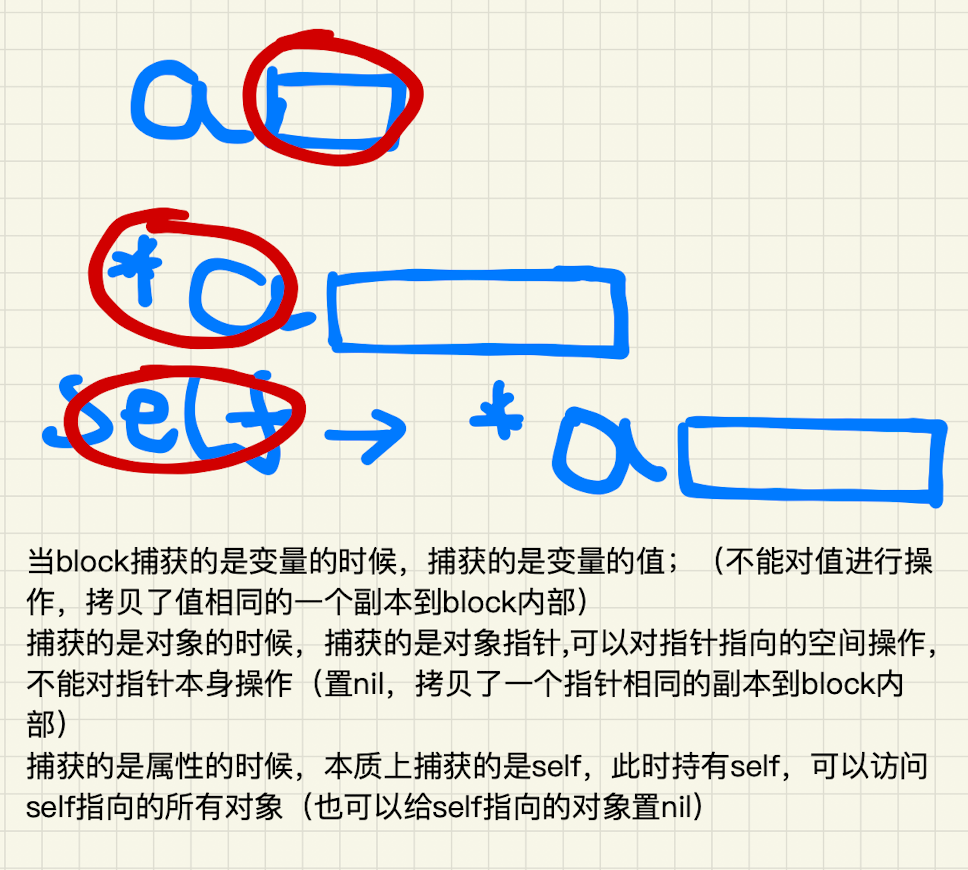 a
*a
self → *a
当block捕获的是变量的时候，捕获的是变量的值；（不能对值进行操
作，拷贝了值相同的一个副本到block内部）
捕获的是对象的时候，捕获的是对象指针,可以对指针指向的空间操作，
不能对指针本身操作（置nil，拷贝了一个指针相同的副本到block内
部）
捕获的是属性的时候，本质上捕获的是self，此时持有self，可以访问
self指向的所有对象（也可以给self指向的对象置nil）